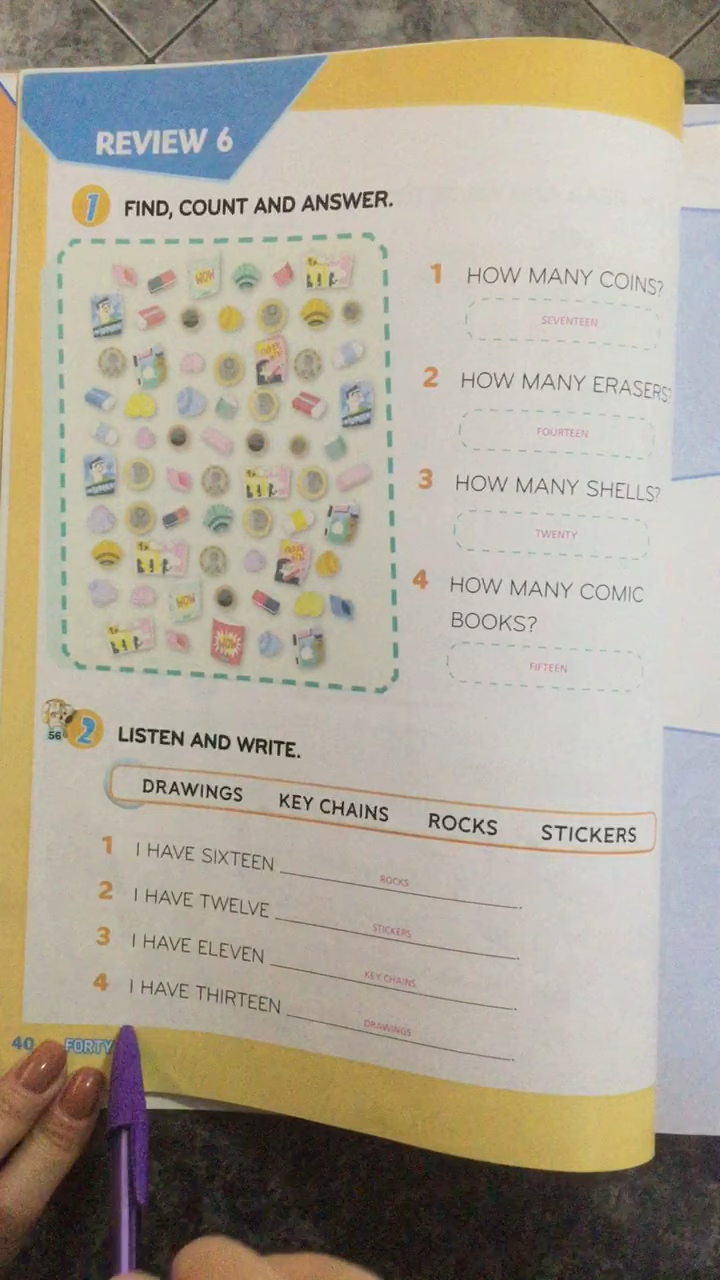 REVIEW 6
1 FIND, COUNT AND ANSWER.
WOW
1 HOW MANY COINS?
SEVENTEEN
2 HOW MANY ERASERS?
FOURTEEN
3 HOW MANY SHELLS?
TWENTY
4 HOW MANY COMIC
BOOKS?
FIFTEEN
WOW
WOW
56 2 LISTEN AND WRITE.
DRAWINGS KEY CHAINS ROCKS STICKERS
1 I HAVE SIXTEEN ROCKS.
2 I HAVE TWELVE STICKERS.
3 I HAVE ELEVEN KEY CHAINS.
4 I HAVE THIRTEEN DRAWINGS.
40 FORTY